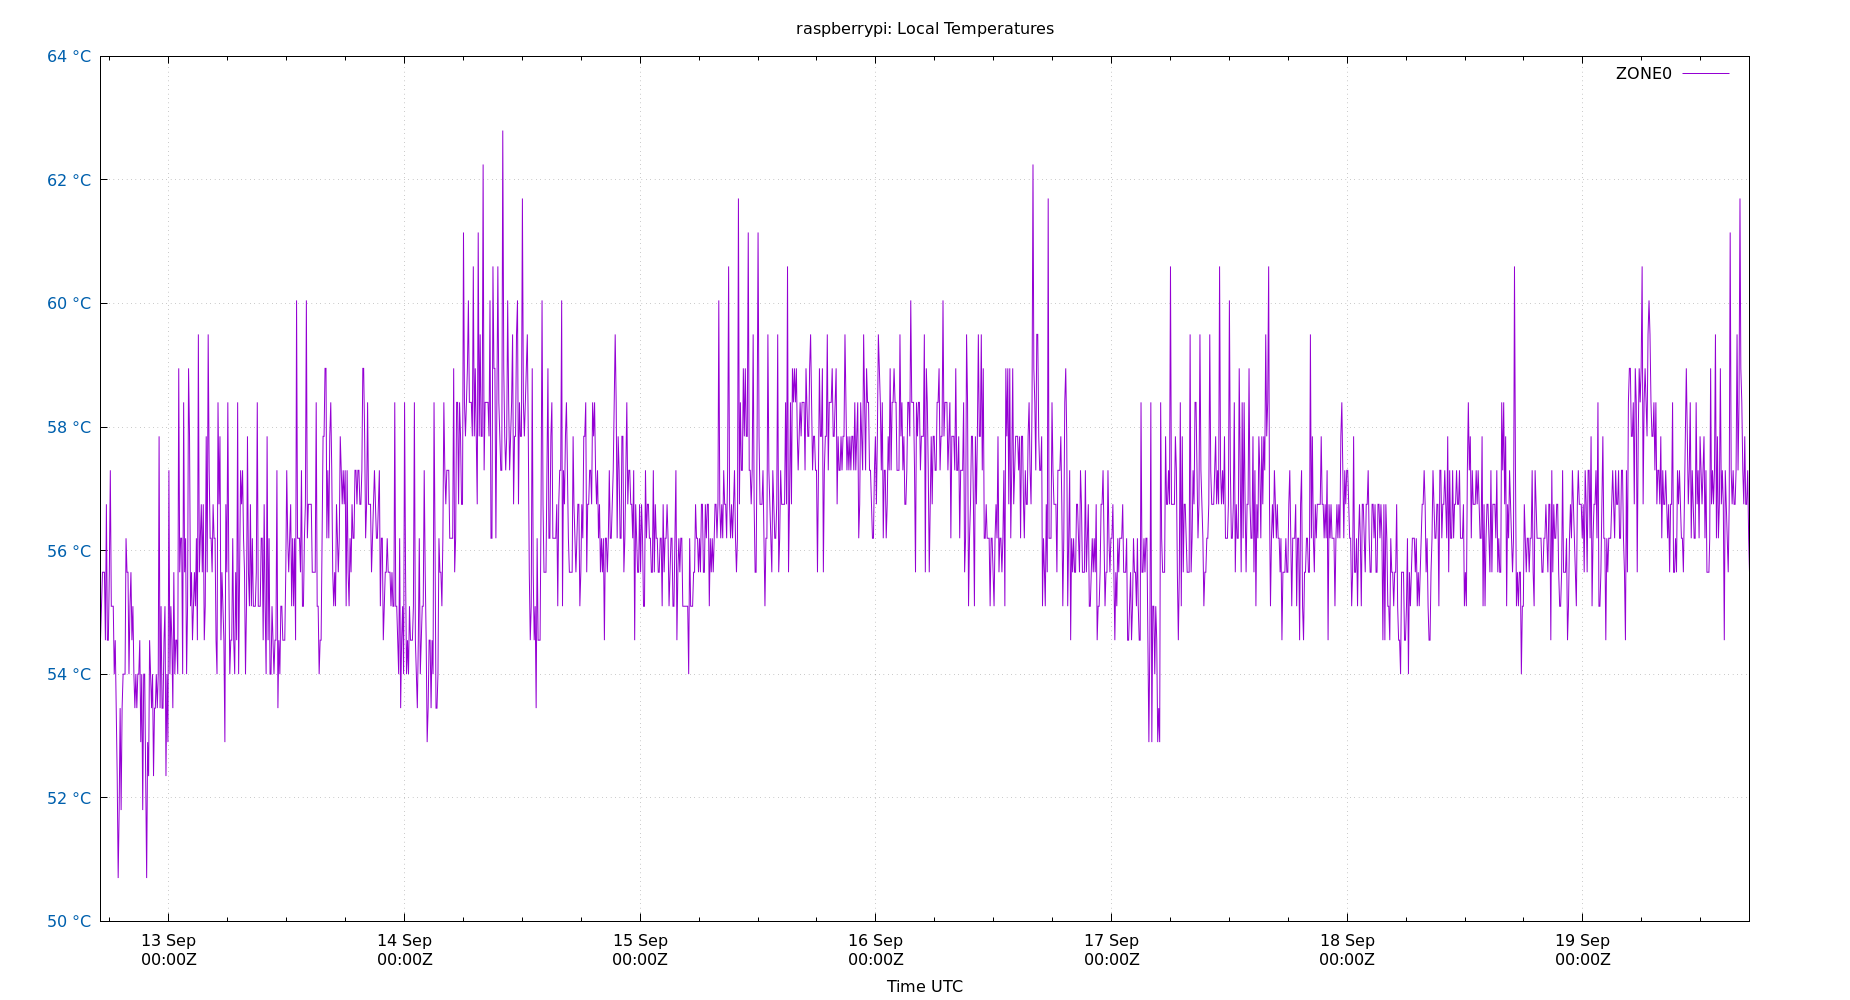 raspberrypi: Local Temperatures
64 °C
ZONE0
62 °C
60 °C
58 °C
56 °C
54 °C
52 °C
50 °C
13 Sep 14 Sep 15 Sep 16 Sep 17 Sep 18 Sep 19 Sep
00:00Z 00:00Z 00:00Z 00:00Z 00:00Z 00:00Z 00:00Z
Time UTC